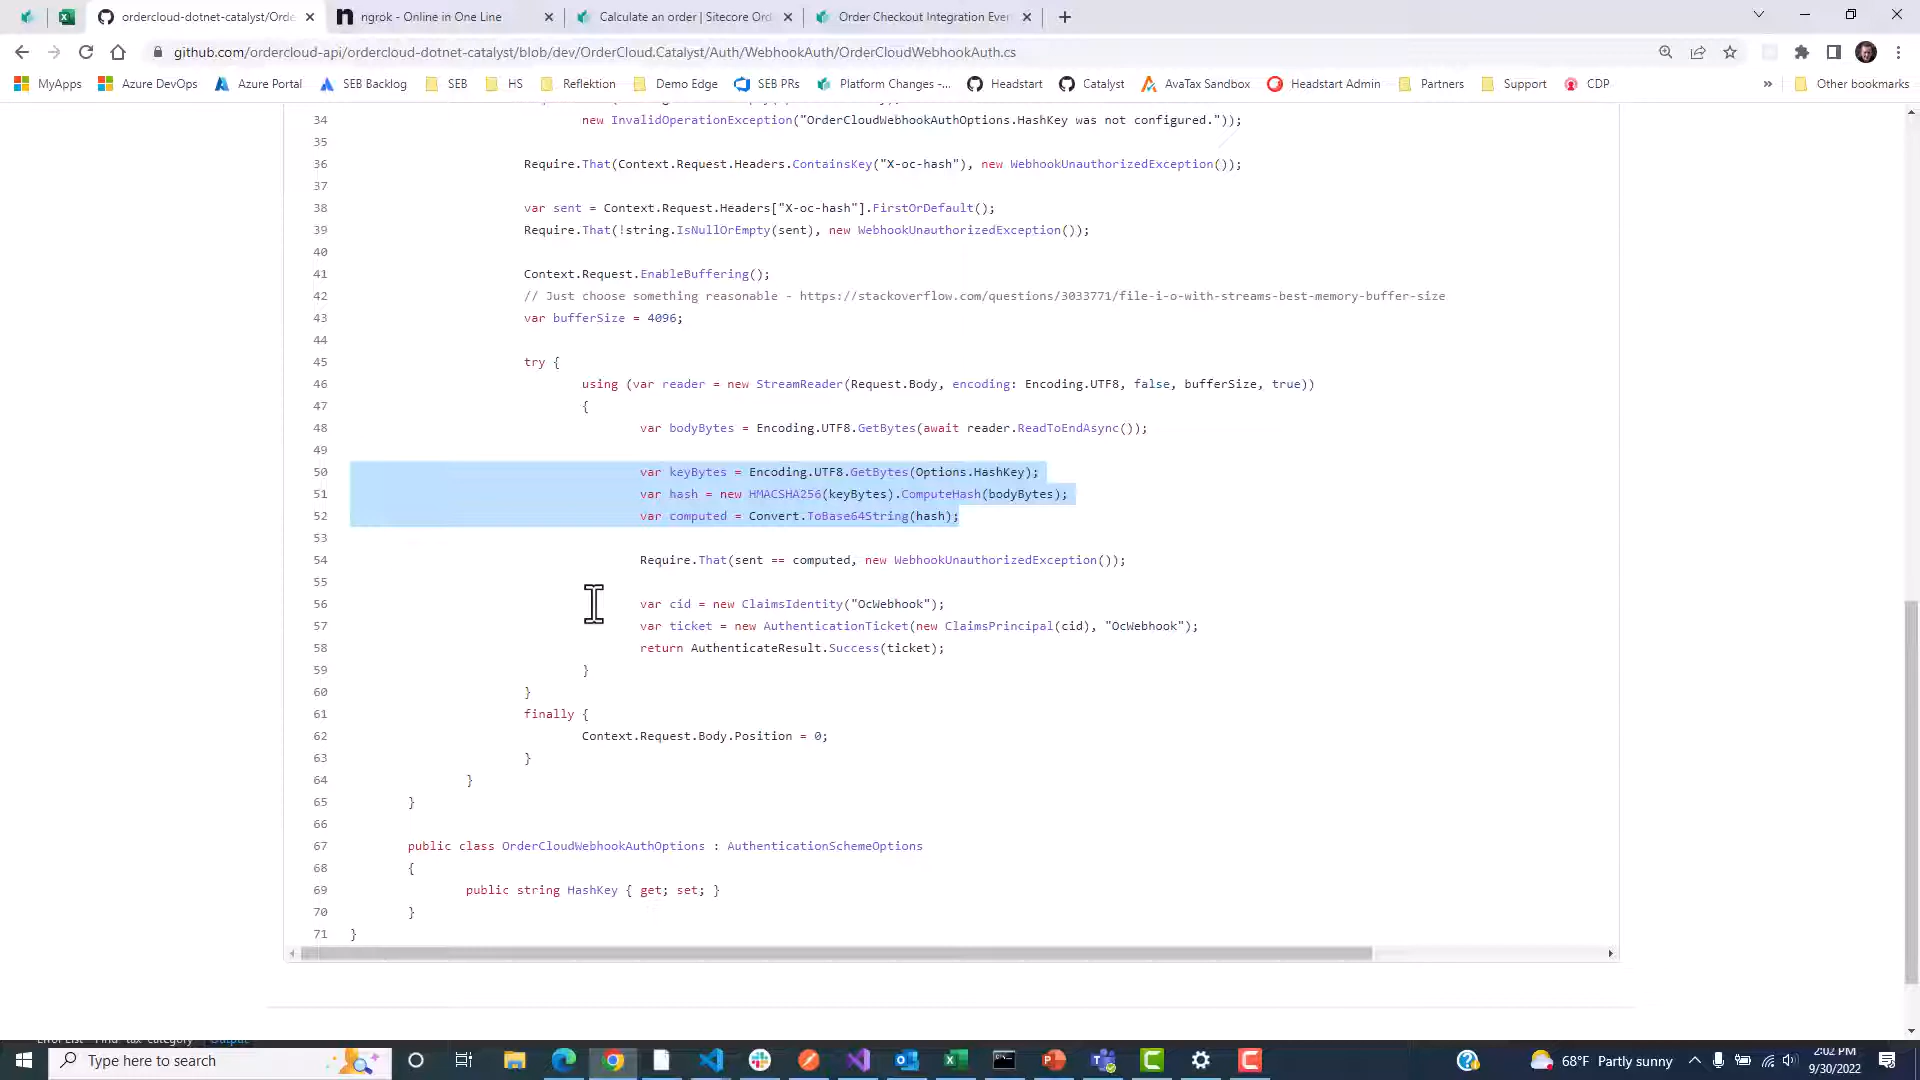 ordercloud-dotnet-catalyst/Orde
ngrok - Online in One Line
Calculate an order | Sitecore Ord
Order Checkout Integration Even
github.com/ordercloud-api/ordercloud-dotnet-catalyst/blob/dev/OrderCloud.Catalyst/Auth/WebhookAuth/OrderCloudWebhookAuth.cs
MyApps
Azure DevOps
Azure Portal
SEB Backlog
SEB
HS
Reflektion
Demo Edge
SEB PRs
Platform Changes -...
Headstart
Catalyst
AvaTax Sandbox
Headstart Admin
Partners
Support
CDP
»
Other bookmarks
34 new InvalidOperationException("OrderCloudWebhookAuthOptions.HashKey was not configured."));
35
36 Require.That(Context.Request.Headers.ContainsKey("X-oc-hash"), new WebhookUnauthorizedException());
37
38 var sent = Context.Request.Headers["X-oc-hash"].FirstOrDefault();
39 Require.That(!string.IsNullOrEmpty(sent), new WebhookUnauthorizedException());
40
41 Context.Request.EnableBuffering();
42 // Just choose something reasonable - https://stackoverflow.com/questions/3033771/file-i-o-with-streams-best-memory-buffer-size
43 var bufferSize = 4096;
44
45 try {
46 using (var reader = new StreamReader(Request.Body, encoding: Encoding.UTF8, false, bufferSize, true))
47 {
48 var bodyBytes = Encoding.UTF8.GetBytes(await reader.ReadToEndAsync());
49
50 var keyBytes = Encoding.UTF8.GetBytes(Options.HashKey);
51 var hash = new HMACSHA256(keyBytes).ComputeHash(bodyBytes);
52 var computed = Convert.ToBase64String(hash);
53
54 Require.That(sent == computed, new WebhookUnauthorizedException());
55
56 var cid = new ClaimsIdentity("OcWebhook");
57 var ticket = new AuthenticationTicket(new ClaimsPrincipal(cid), "OcWebhook");
58 return AuthenticateResult.Success(ticket);
59 }
60 }
61 finally {
62 Context.Request.Body.Position = 0;
63 }
64 }
65 }
66
67 public class OrderCloudWebhookAuthOptions : AuthenticationSchemeOptions
68 {
69 public string HashKey { get; set; }
70 }
71 }
Type here to search
68°F Partly sunny
2:02 PM
9/30/2022